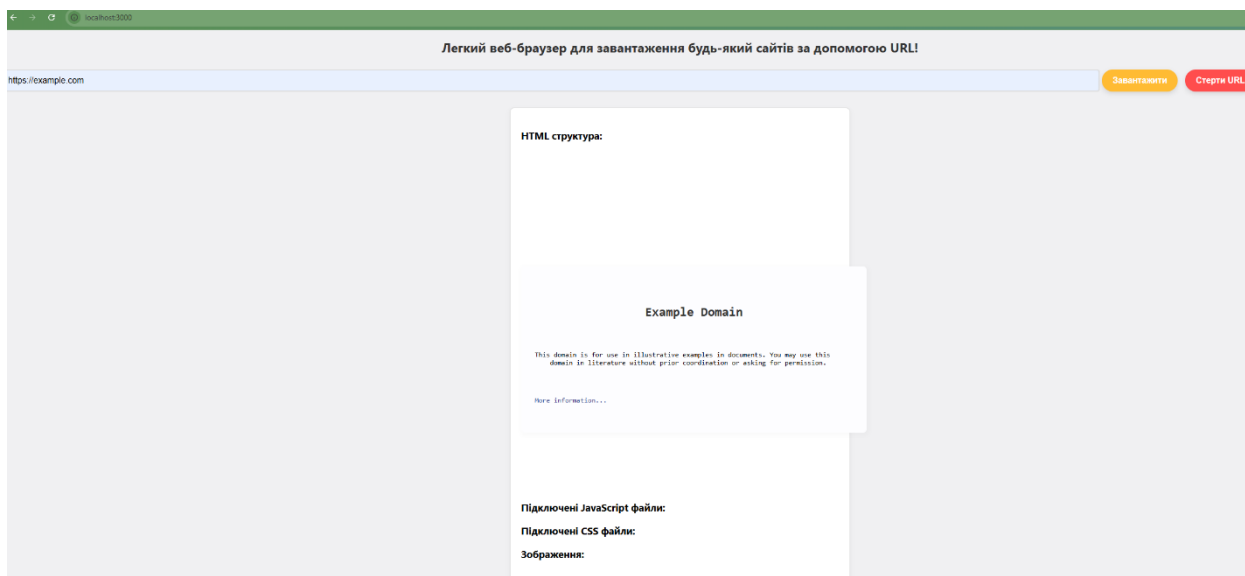 localhost:3000
Легкий веб-браузер для завантаження будь-який сайтів за допомогою URL!
https://example.com
Завантажити
Стерти URL
HTML структура:
Example Domain
This domain is for use in illustrative examples in documents. You may use this
domain in literature without prior coordination or asking for permission.
More information...
Підключені JavaScript файли:
Підключені CSS файли:
Зображення: